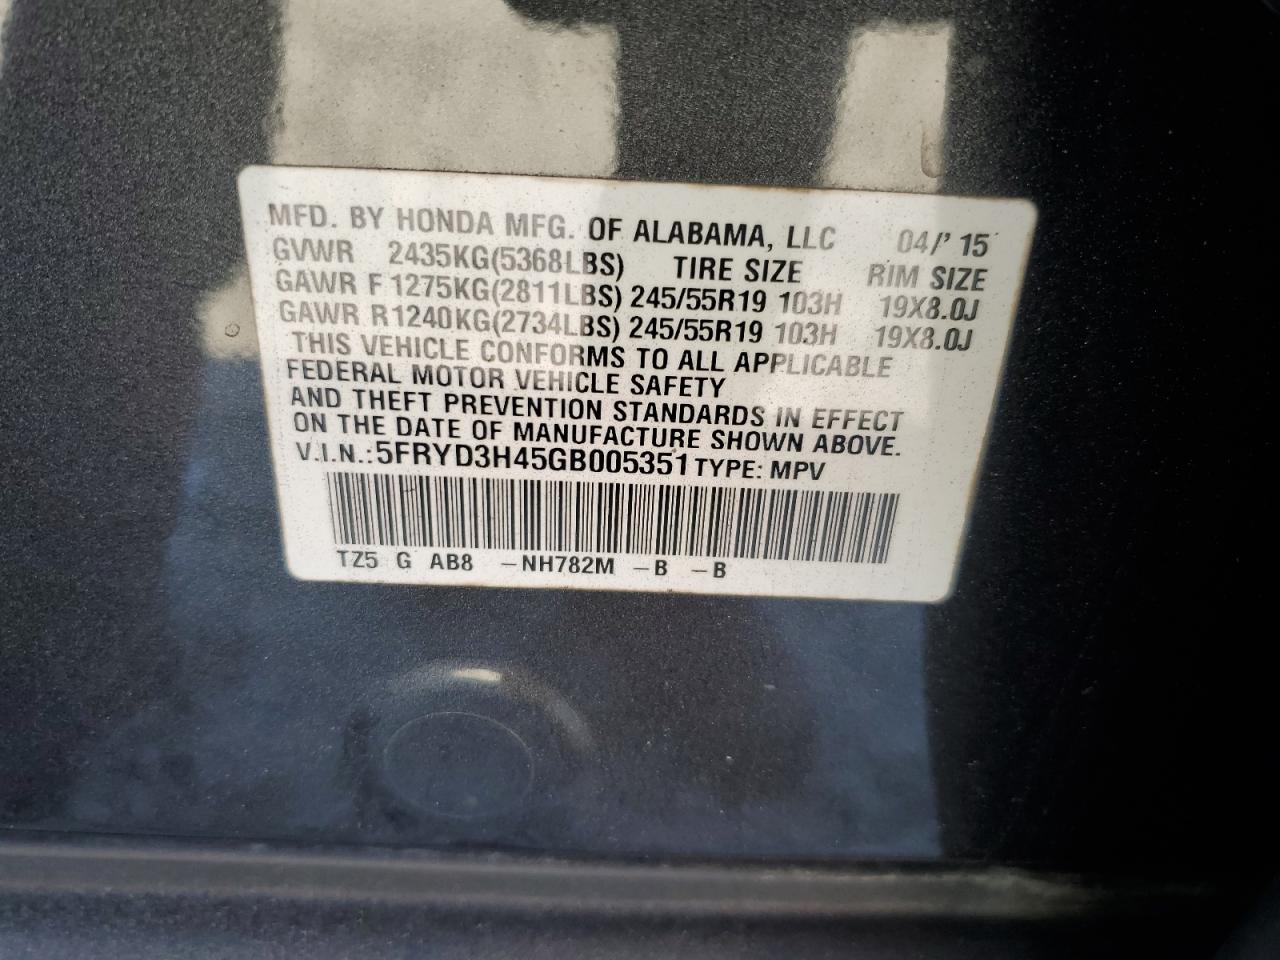 MFD. BY HONDA MFG. OF ALABAMA, LLC 04/' 15
GVWR 2435KG(5368LBS) TIRE SIZE RIM SIZE
GAWR F 1275KG(2811LBS) 245/55R19 103H 19X8.0J
GAWR R1240KG(2734LBS) 245/55R19 103H 19X8.0J
THIS VEHICLE CONFORMS TO ALL APPLICABLE
FEDERAL MOTOR VEHICLE SAFETY
AND THEFT PREVENTION STANDARDS IN EFFECT
ON THE DATE OF MANUFACTURE SHOWN ABOVE.
V.I.N.:5FRYD3H45GB005351 TYPE: MPV
TZ5 G AB8 -NH782M -B -B